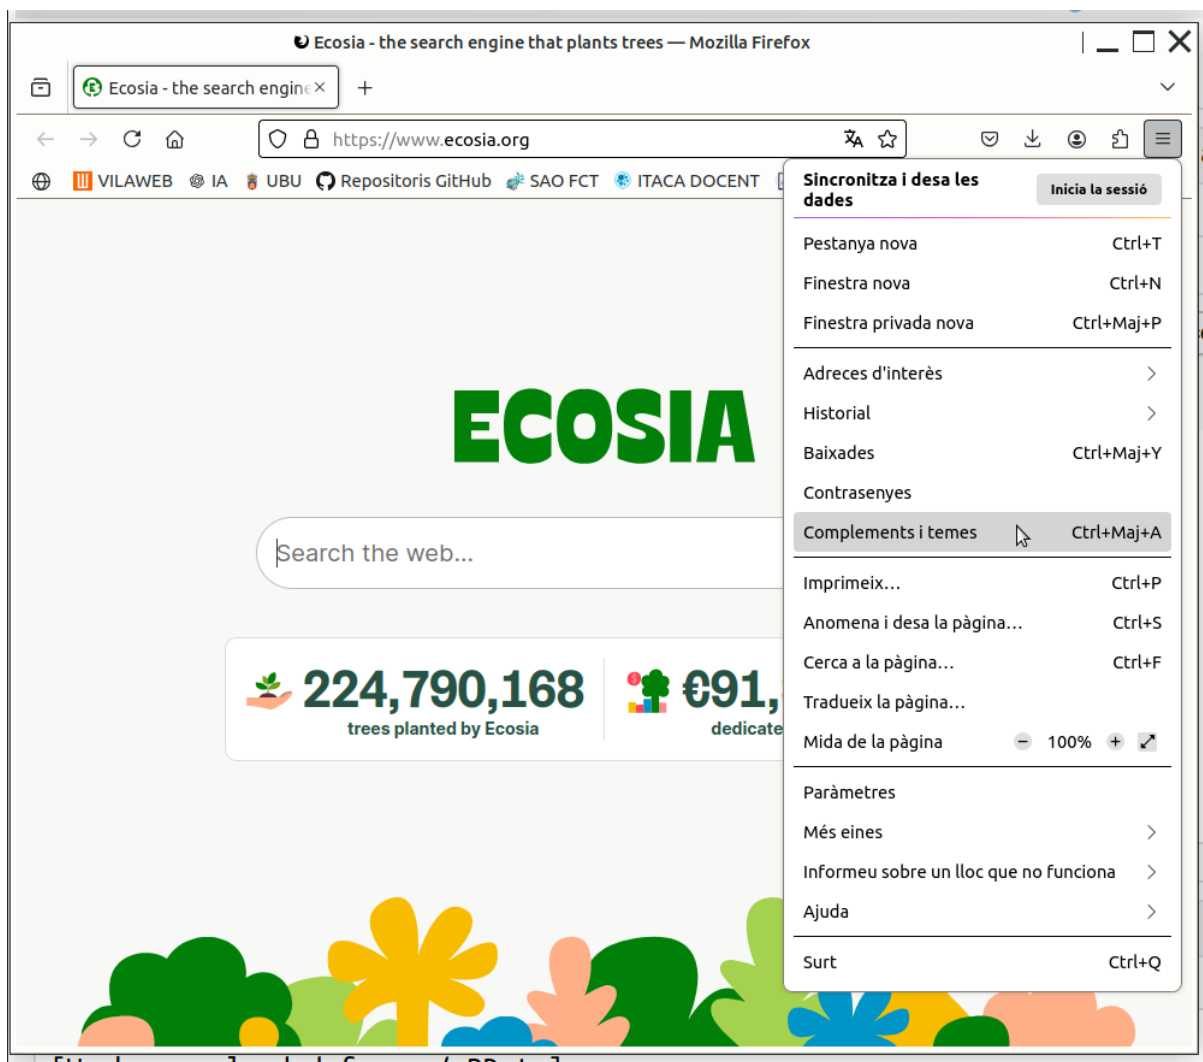 Ecosia - the search engine that plants trees — Mozilla Firefox
Ecosia - the search engine
https://www.ecosia.org
VILAWEB IA UBU Repositoris GitHub SAO FCT ITACA DOCENT
Sincronitza i desa les dades
Inicia la sessió
Pestanya nova Ctrl+T
Finestra nova Ctrl+N
Finestra privada nova Ctrl+Maj+P
Adreces d'interès
Historial
Baixades Ctrl+Maj+Y
Contrasenyes
Complements i temes Ctrl+Maj+A
Imprimeix… Ctrl+P
Anomena i desa la pàgina… Ctrl+S
Cerca a la pàgina… Ctrl+F
Tradueix la pàgina…
Mida de la pàgina 100%
Paràmetres
Més eines
Informeu sobre un lloc que no funciona
Ajuda
Surt Ctrl+Q
ECOSIA
Search the web...
224,790,168
trees planted by Ecosia
€91,
dedicate